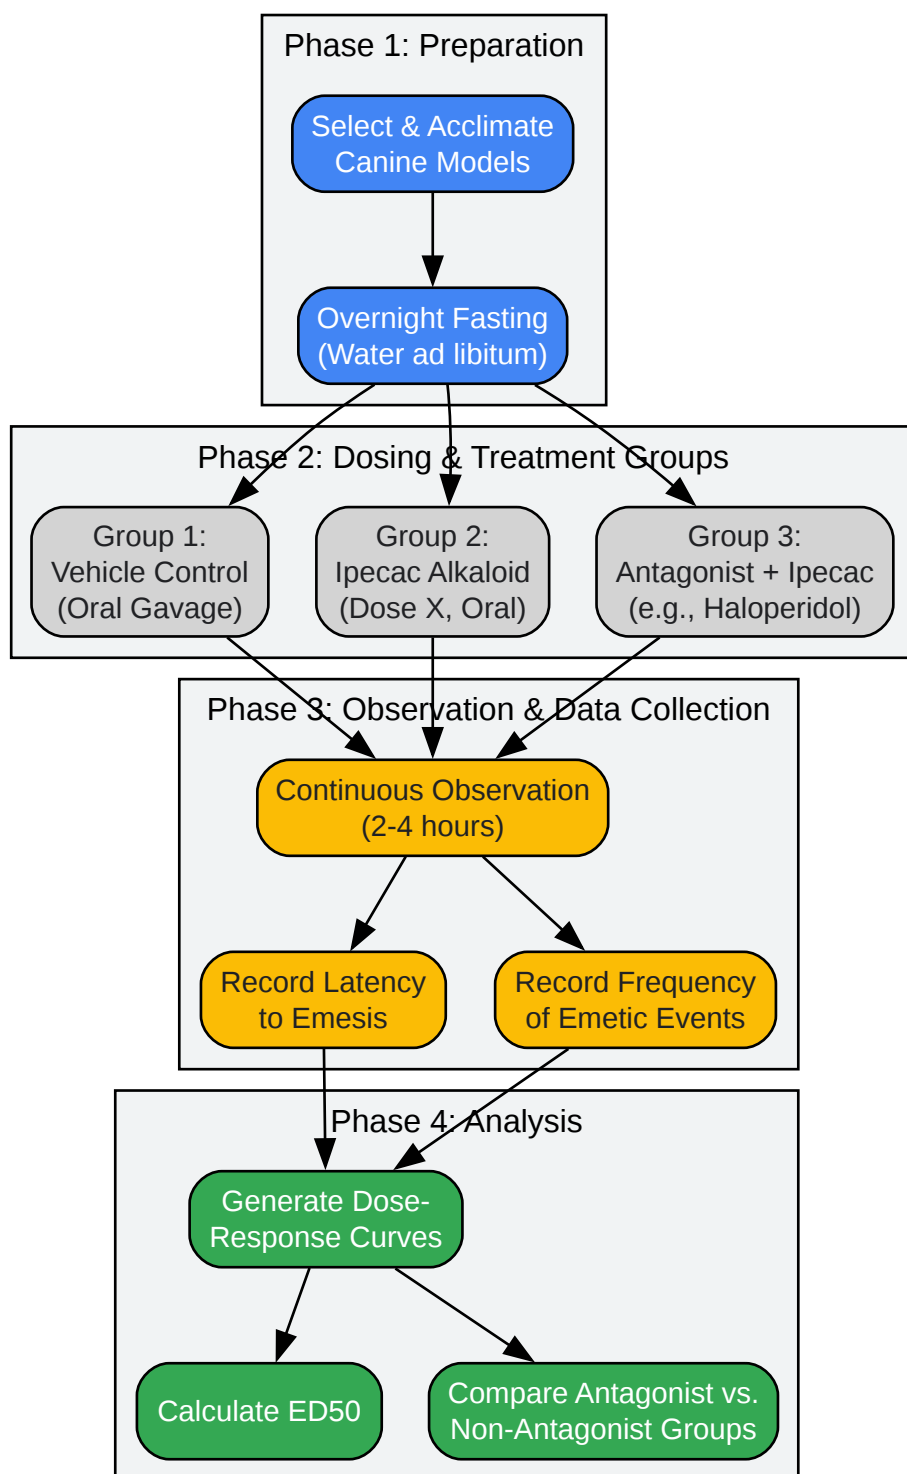 Phase 1: Preparation
Select & Acclimate
Canine Models
Overnight Fasting
(Water ad libitum)
Phase 2: Dosing & Treatment Groups
Group 1:
Vehicle Control
(Oral Gavage)
Group 2:
Ipecac Alkaloid
(Dose X, Oral)
Group 3:
Antagonist + Ipecac
(e.g., Haloperidol)
Phase 3: Observation & Data Collection
Continuous Observation
(2-4 hours)
Record Latency
to Emesis
Record Frequency
of Emetic Events
Phase 4: Analysis
Generate Dose-
Response Curves
Calculate ED50
Compare Antagonist vs.
Non-Antagonist Groups